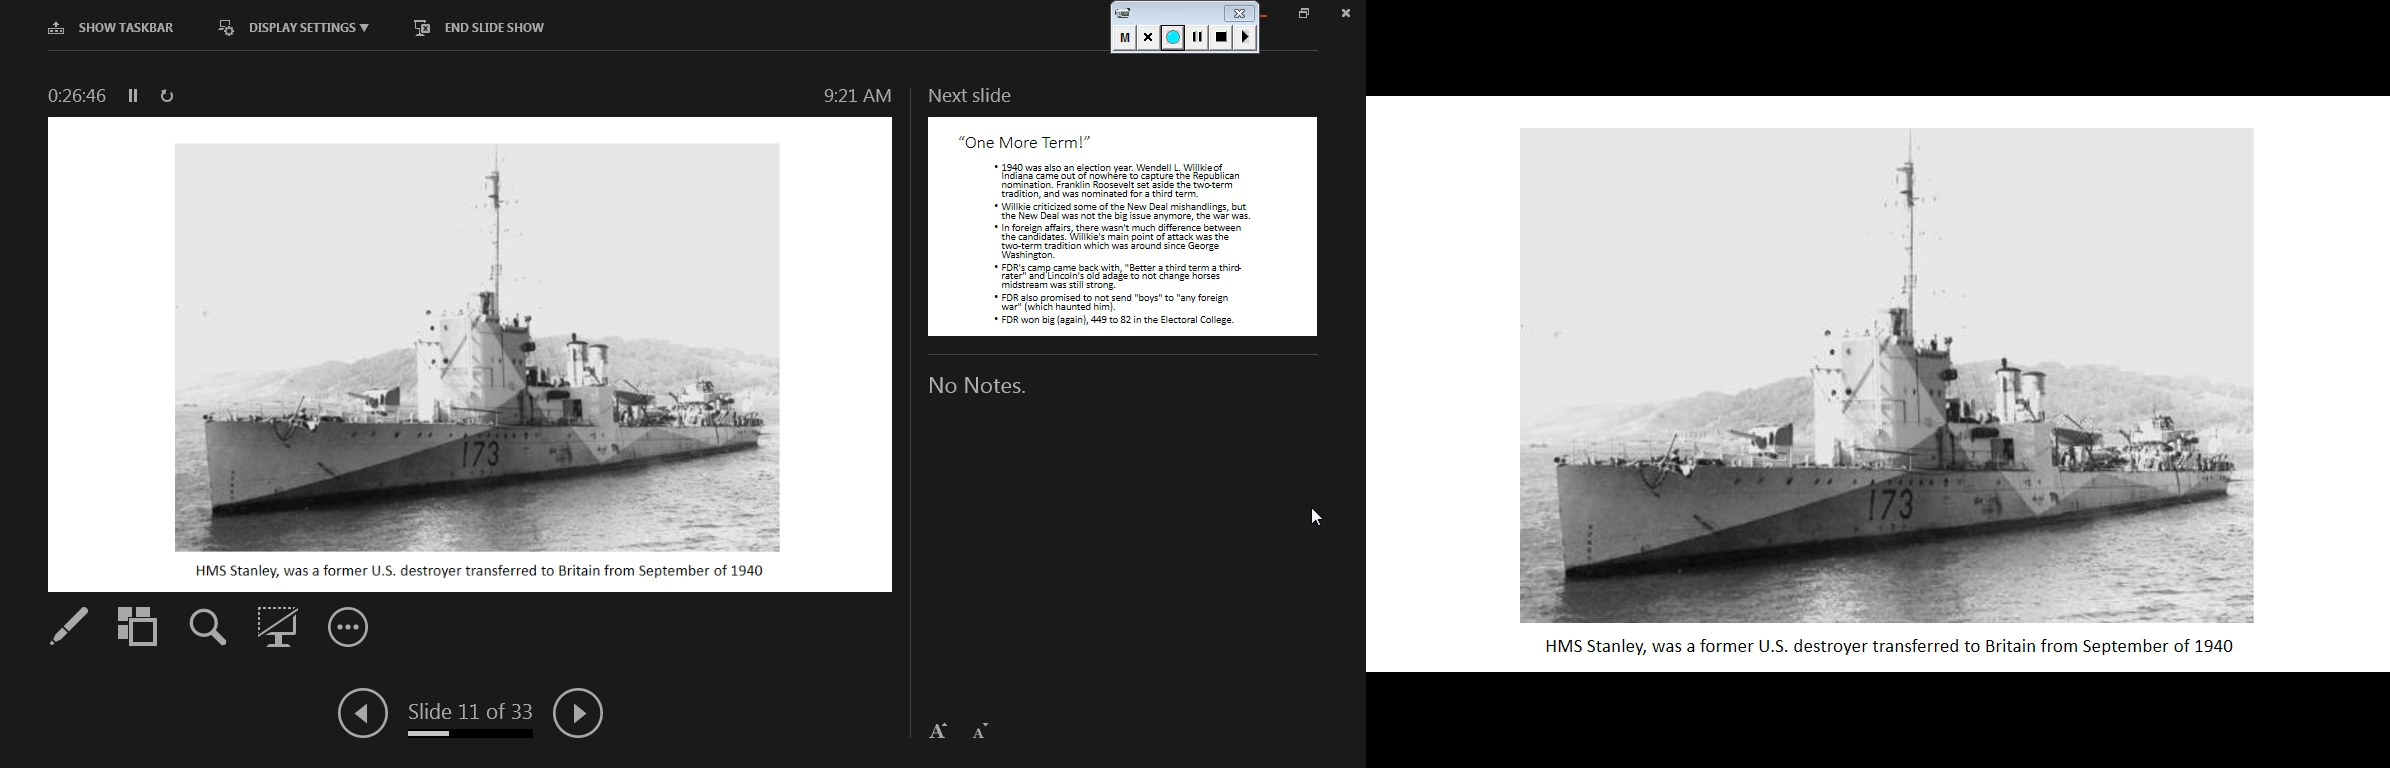 SHOW TASKBAR
DISPLAY SETTINGS ▼
END SLIDE SHOW
M
0:26:46
9:21 AM
Next slide
173
HMS Stanley, was a former U.S. destroyer transferred to Britain from September of 1940
Slide 11 of 33
“One More Term!”
• 1940 was also an election year. Wendell L. Willkie of
Indiana came out of nowhere to capture the Republican
nomination. Franklin Roosevelt set aside the two-term
tradition, and was nominated for a third term.
• Willkie criticized some of the New Deal mishandlings, but
the New Deal was not the big issue anymore, the war was.
• In foreign affairs, there wasn't much difference between
the candidates. Willkie's main point of attack was the
two-term tradition which was around since George
Washington.
• FDR's camp came back with, "Better a third term a third-
rater" and Lincoln's old adage to not change horses
midstream was still strong.
• FDR also promised to not send "boys" to "any foreign
war" (which haunted him).
• FDR won big (again), 449 to 82 in the Electoral College.
No Notes.
A A
173
HMS Stanley, was a former U.S. destroyer transferred to Britain from September of 1940